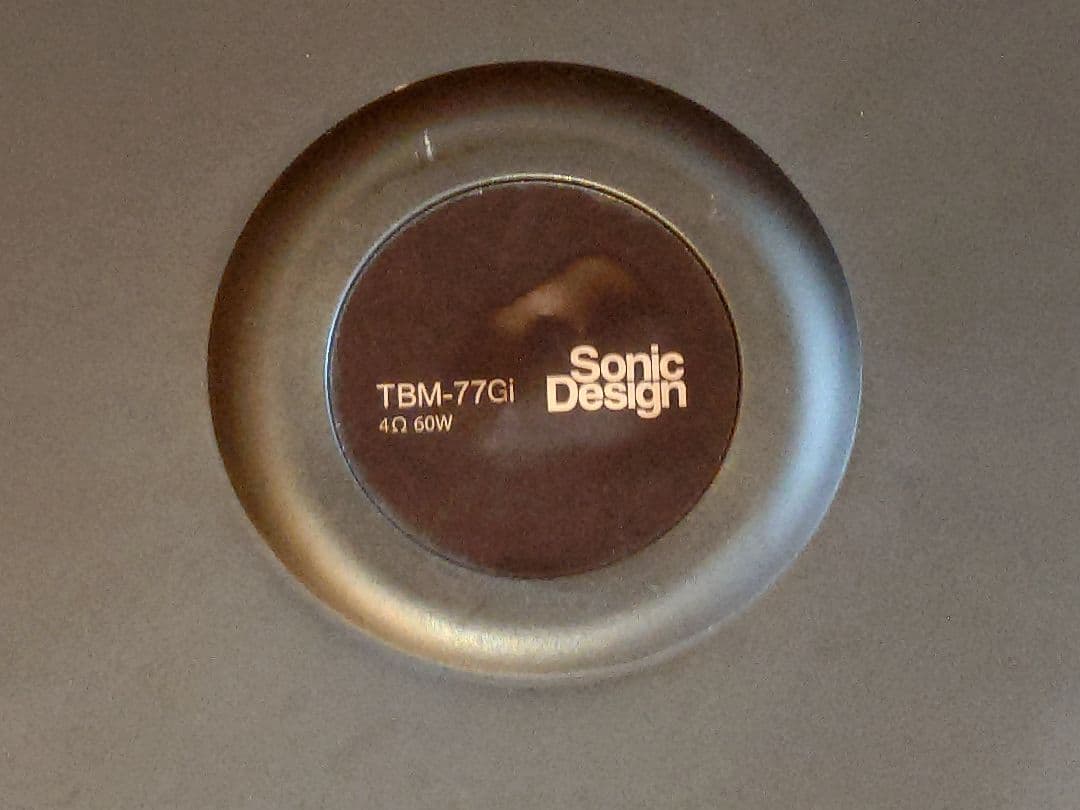 TBM-77Gi
4Ω 60W
Sonic
Design